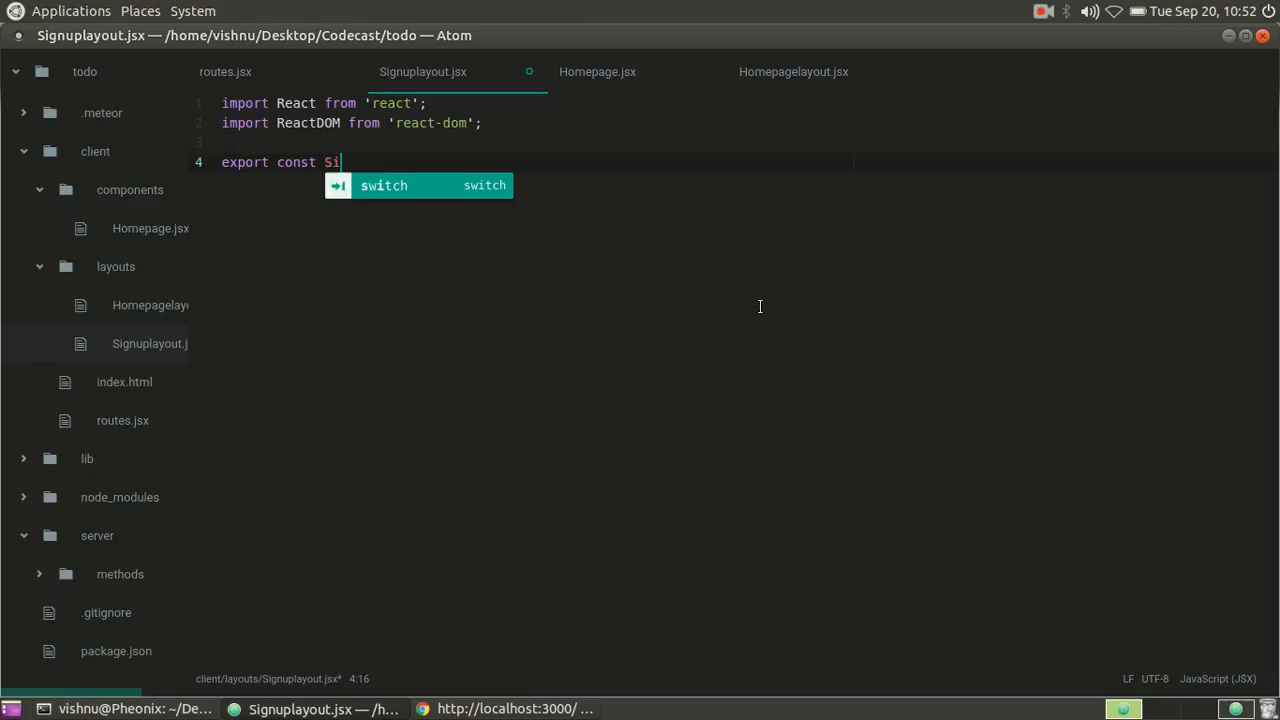 Applications Places System
Tue Sep 20, 10:52
Signuplayout.jsx — /home/vishnu/Desktop/Codecast/todo — Atom
todo
routes.jsx
Signuplayout.jsx
Homepage.jsx
Homepagelayout.jsx
1 import React from 'react';
.meteor
2 import ReactDOM from 'react-dom';
3
client
4 export const Si
switch switch
components
Homepage.jsx
layouts
Homepagelayo
Signuplayout.j
index.html
routes.jsx
lib
node_modules
server
methods
.gitignore
package.json
client/layouts/Signuplayout.jsx* 4:16
LF UTF-8 JavaScript (JSX)
vishnu@Pheonix: ~/De...
Signuplayout.jsx — /h...
http://localhost:3000/ ...